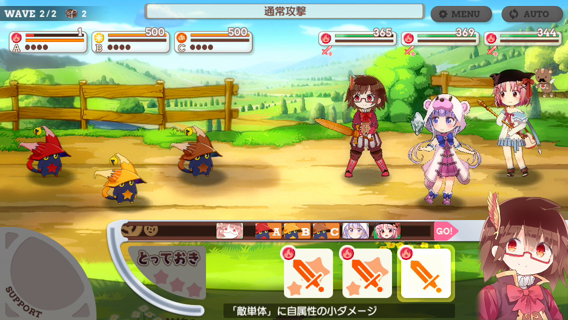 WAVE 2/2 2
通常攻撃
MENU
AUTO
A 1
B 500
C 500
365
369
344
A B C GO!
とっておき
SUPPORT
「敵単体」に自属性の小ダメージ